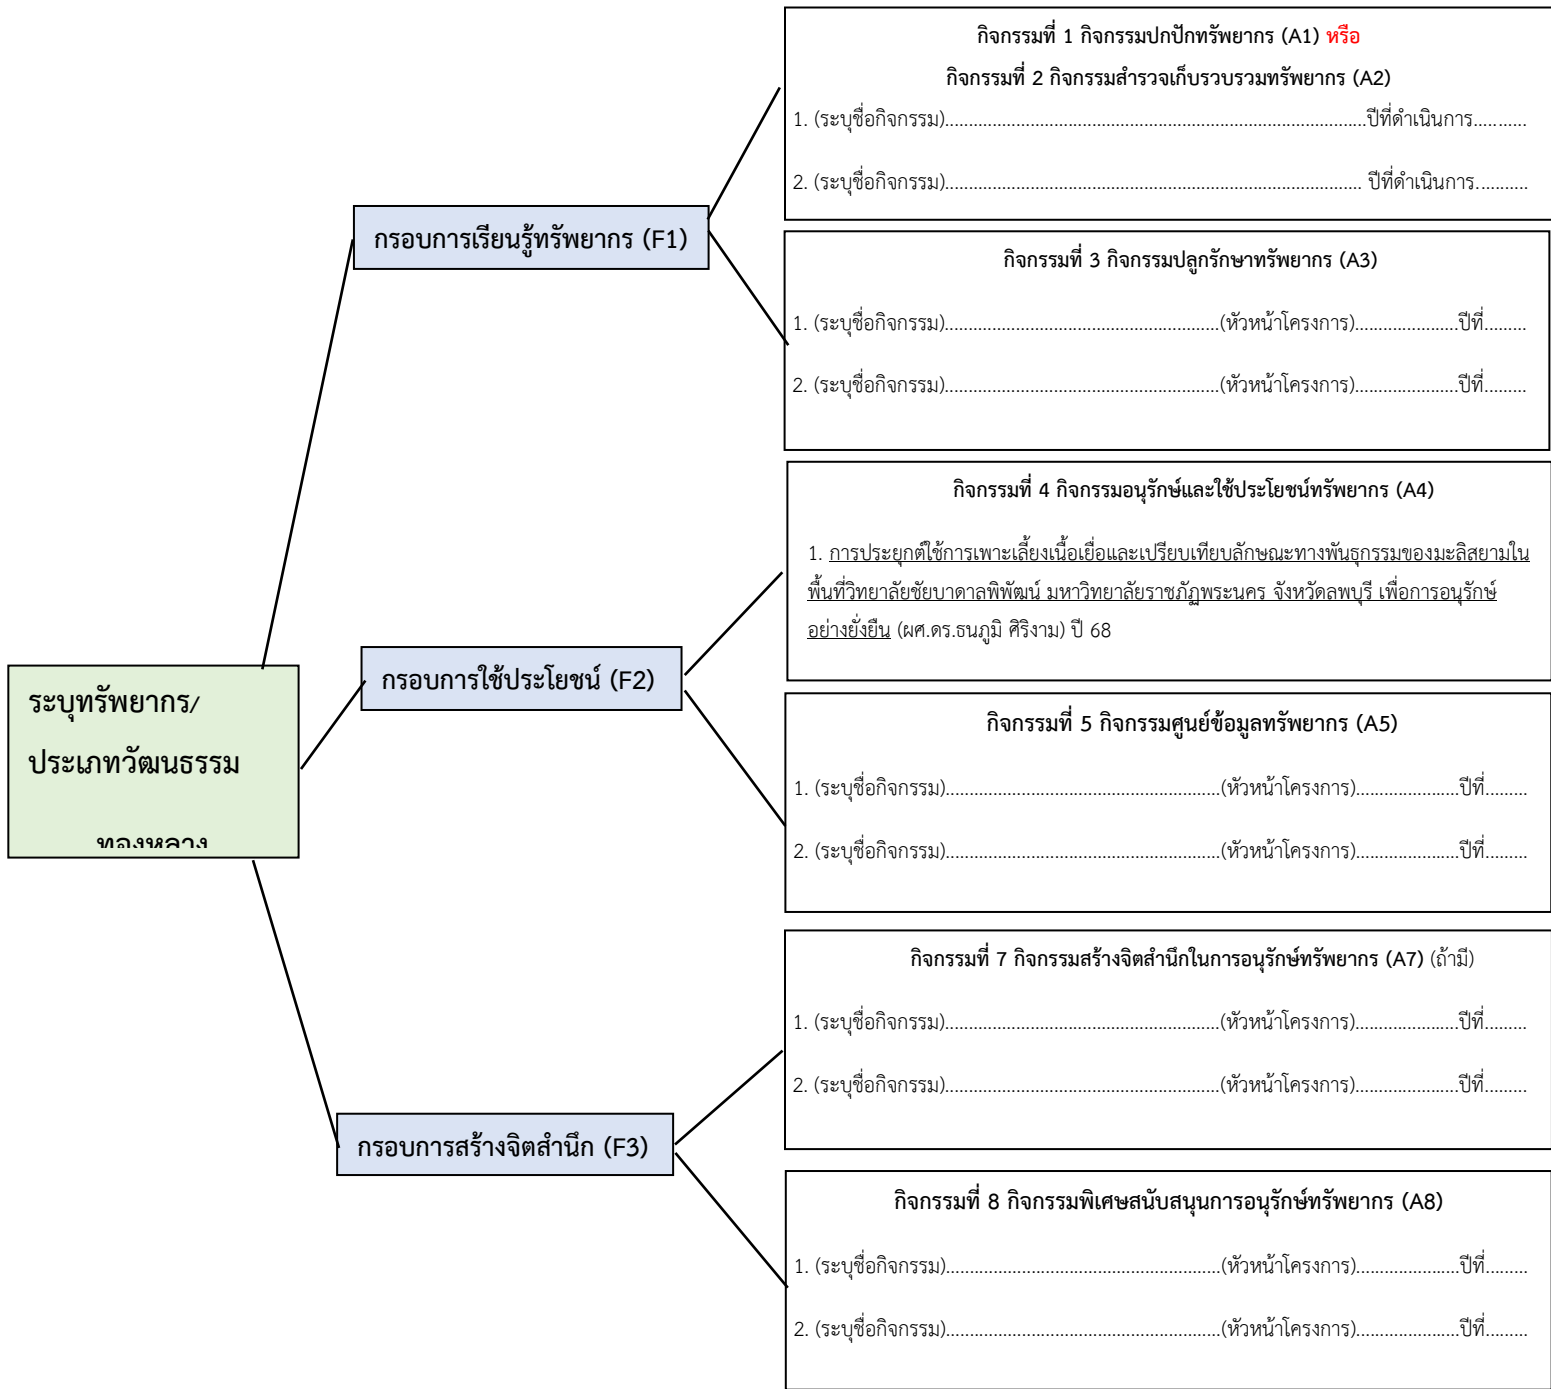 กิจกรรมที่ 1 กิจกรรมปกปักทรัพยากร (A1) หรือ
กิจกรรมที่ 2 กิจกรรมสำรวจเก็บรวบรวมทรัพยากร (A2)
1. (ระบุชื่อกิจกรรม)..........................................................................................ปีที่ดำเนินการ...........
2. (ระบุชื่อกิจกรรม)......................................................................................... ปีที่ดำเนินการ...........
กรอบการเรียนรู้ทรัพยากร (F1)
กิจกรรมที่ 3 กิจกรรมปลูกรักษาทรัพยากร (A3)
1. (ระบุชื่อกิจกรรม)..........................................................(หัวหน้าโครงการ)......................ปีที่.........
2. (ระบุชื่อกิจกรรม)..........................................................(หัวหน้าโครงการ)......................ปีที่.........
กิจกรรมที่ 4 กิจกรรมอนุรักษ์และใช้ประโยชน์ทรัพยากร (A4)
1. การประยุกต์ใช้การเพาะเลี้ยงเนื้อเยื่อและเปรียบเทียบลักษณะทางพันธุกรรมของมะลิสยามใน
พื้นที่วิทยาลัยชัยบาดาลพิพัฒน์ มหาวิทยาลัยราชภัฏพระนคร จังหวัดลพบุรี เพื่อการอนุรักษ์
อย่างยั่งยืน (ผศ.ดร.ธนภูมิ ศิริงาม) ปี 68
กรอบการใช้ประโยชน์ (F2)
ระบุทรัพยากร/
ประเภทวัฒนธรรม
ทองหลาง
กิจกรรมที่ 5 กิจกรรมศูนย์ข้อมูลทรัพยากร (A5)
1. (ระบุชื่อกิจกรรม)..........................................................(หัวหน้าโครงการ)......................ปีที่.........
2. (ระบุชื่อกิจกรรม)..........................................................(หัวหน้าโครงการ)......................ปีที่.........
กิจกรรมที่ 7 กิจกรรมสร้างจิตสำนึกในการอนุรักษ์ทรัพยากร (A7) (ถ้ามี)
1. (ระบุชื่อกิจกรรม)..........................................................(หัวหน้าโครงการ)......................ปีที่.........
2. (ระบุชื่อกิจกรรม)..........................................................(หัวหน้าโครงการ)......................ปีที่.........
กรอบการสร้างจิตสำนึก (F3)
กิจกรรมที่ 8 กิจกรรมพิเศษสนับสนุนการอนุรักษ์ทรัพยากร (A8)
1. (ระบุชื่อกิจกรรม)..........................................................(หัวหน้าโครงการ)......................ปีที่.........
2. (ระบุชื่อกิจกรรม)..........................................................(หัวหน้าโครงการ)......................ปีที่.........